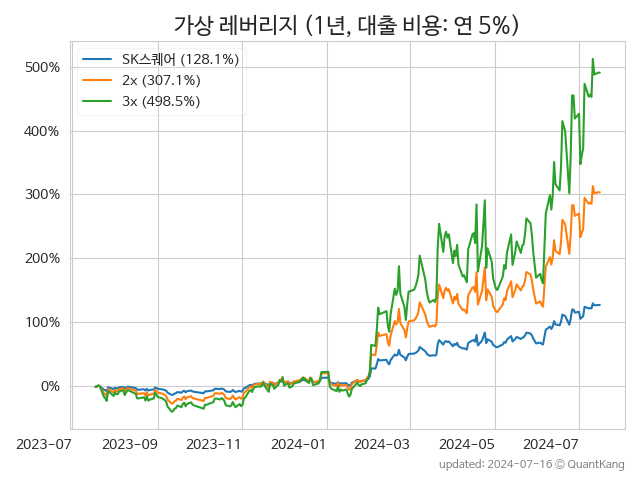 가상 레버리지 (1년, 대출 비용: 연 5%)
SK스퀘어 (128.1%)
2x (307.1%)
3x (498.5%)
500%
400%
300%
200%
100%
0%
2023-07 2023-09 2023-11 2024-01 2024-03 2024-05 2024-07
updated: 2024-07-16 © QuantKang